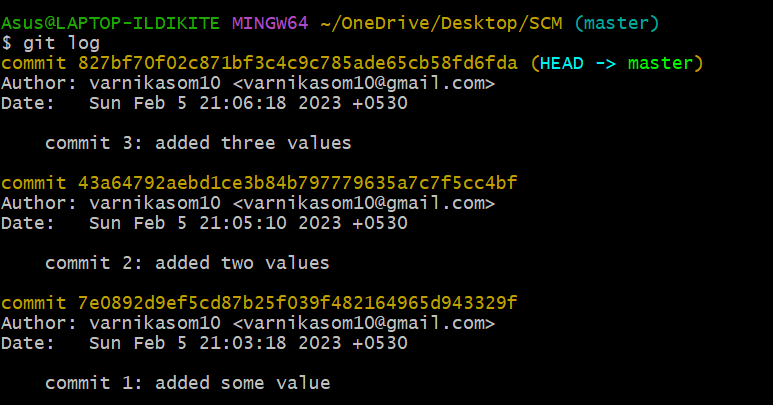 Asus@LAPTOP-ILDIKITE MINGW64 ~/OneDrive/Desktop/SCM (master)
$ git log
commit 827bf70f02c871bf3c4c9c785ade65cb58fd6fda (HEAD -> master)
Author: varnikasom10 <varnikasom10@gmail.com>
Date:   Sun Feb 5 21:06:18 2023 +0530

    commit 3: added three values

commit 43a64792aebd1ce3b84b797779635a7c7f5cc4bf
Author: varnikasom10 <varnikasom10@gmail.com>
Date:   Sun Feb 5 21:05:10 2023 +0530

    commit 2: added two values

commit 7e0892d9ef5cd87b25f039f482164965d943329f
Author: varnikasom10 <varnikasom10@gmail.com>
Date:   Sun Feb 5 21:03:18 2023 +0530

    commit 1: added some value